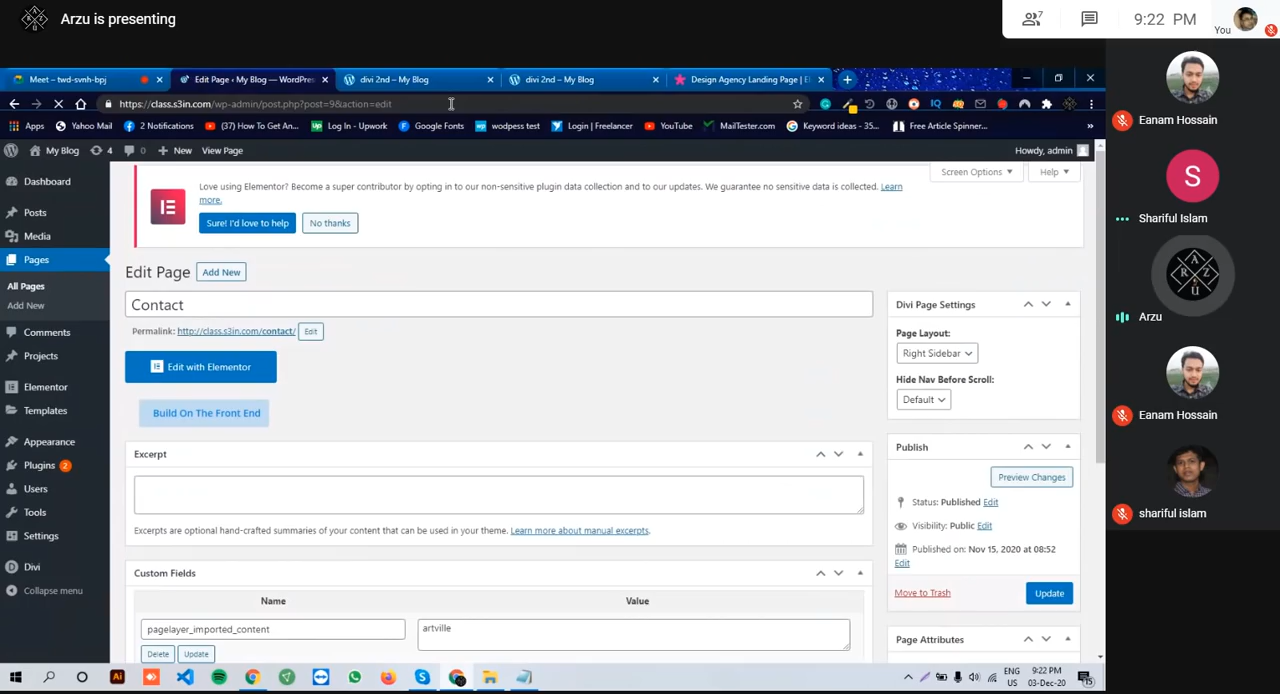 Arzu is presenting
7
9:22 PM
You
Meet – twd-svnh-bpj
Edit Page ‹ My Blog — WordPres
divi 2nd – My Blog
divi 2nd – My Blog
Design Agency Landing Page | El
https://class.s3in.com/wp-admin/post.php?post=9&action=edit
Apps
Yahoo Mail
2 Notifications
(37) How To Get An...
Log In - Upwork
Google Fonts
wodpess test
Login | Freelancer
YouTube
MailTester.com
Keyword ideas - 35...
Free Article Spinner...
My Blog
4
0
New
View Page
Howdy, admin
Dashboard
Posts
Media
Pages
All Pages
Add New
Comments
Projects
Elementor
Templates
Appearance
Plugins 2
Users
Tools
Settings
Divi
Collapse menu
Screen Options
Help
Love using Elementor? Become a super contributor by opting in to our non-sensitive plugin data collection and to our updates. We guarantee no sensitive data is collected. Learn
more.
Sure! I'd love to help
No thanks
Edit Page
Add New
Contact
Permalink: http://class.s3in.com/contact/ Edit
Edit with Elementor
Build On The Front End
Excerpt
Excerpts are optional hand-crafted summaries of your content that can be used in your theme. Learn more about manual excerpts.
Custom Fields
Name
Value
pagelayer_imported_content
artville
Delete
Update
Divi Page Settings
Page Layout:
Right Sidebar
Hide Nav Before Scroll:
Default
Publish
Preview Changes
Status: Published Edit
Visibility: Public Edit
Published on: Nov 15, 2020 at 08:52
Edit
Move to Trash
Update
Page Attributes
Eanam Hossain
S
Shariful Islam
Arzu
Eanam Hossain
shariful islam
ENG
US
9:22 PM
03-Dec-20
15